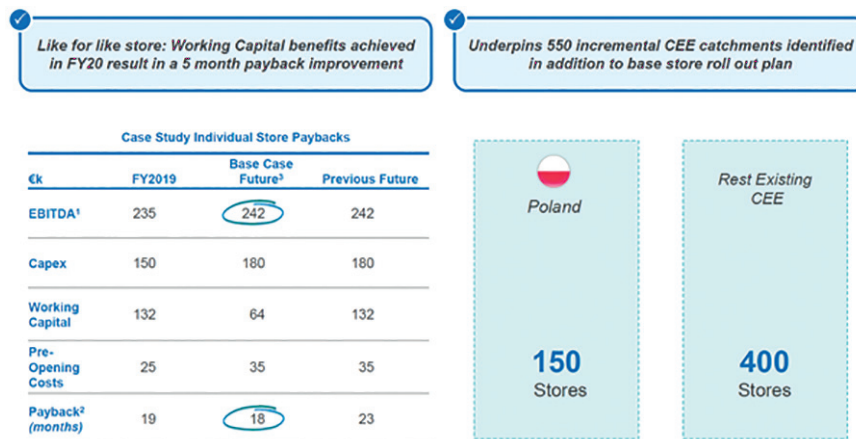 Like for like store: Working Capital benefits achieved
in FY20 result in a 5 month payback improvement
Underpins 550 incremental CEE catchments identified
in addition to base store roll out plan
Case Study Individual Store Paybacks
€k FY2019 Base Case Future³ Previous Future
EBITDA¹ 235 242 242
Capex 150 180 180
Working Capital 132 64 132
Pre-Opening Costs 25 35 35
Payback² (months) 19 18 23
Poland
150
Stores
Rest Existing
CEE
400
Stores